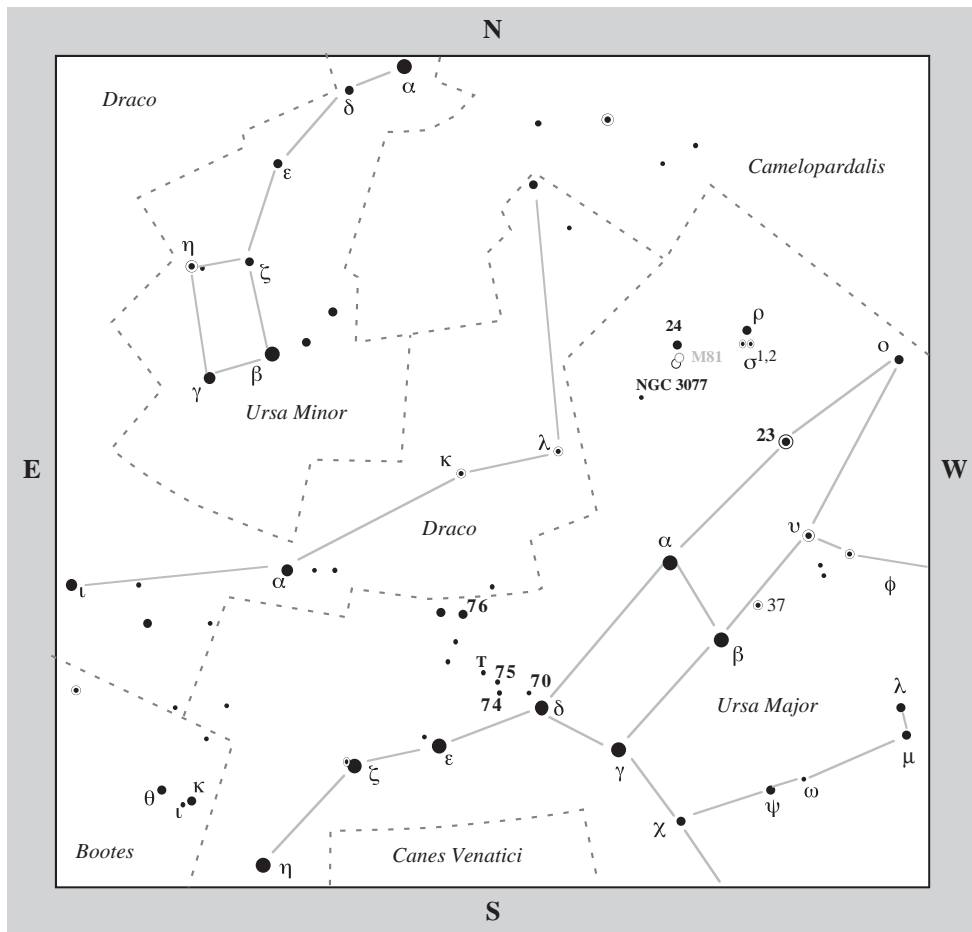 N
Draco
α
δ
ε
Camelopardalis
η
ζ
β
γ
Ursa Minor
24
ρ
M81
σ1,2
NGC 3077
ο
23
E
W
λ
κ
Draco
υ
α
α
ι
ϕ
37
76
β
T
75
74
70
δ
Ursa Major
λ
μ
ε
ζ
γ
ω
ψ
χ
θ
κ
ι
Bootes
η
Canes Venatici
S